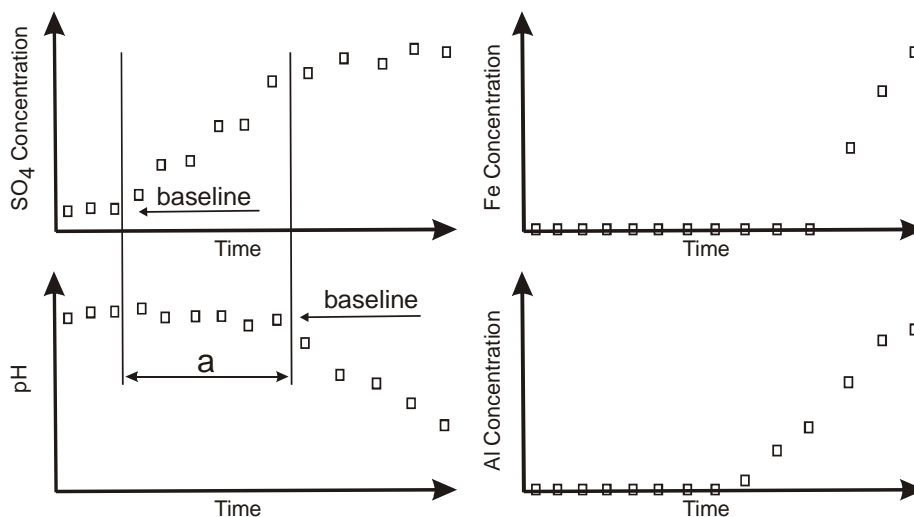 SO4 Concentration
baseline
Time
Fe Concentration
Time
pH
baseline
a
Time
Al Concentration
Time